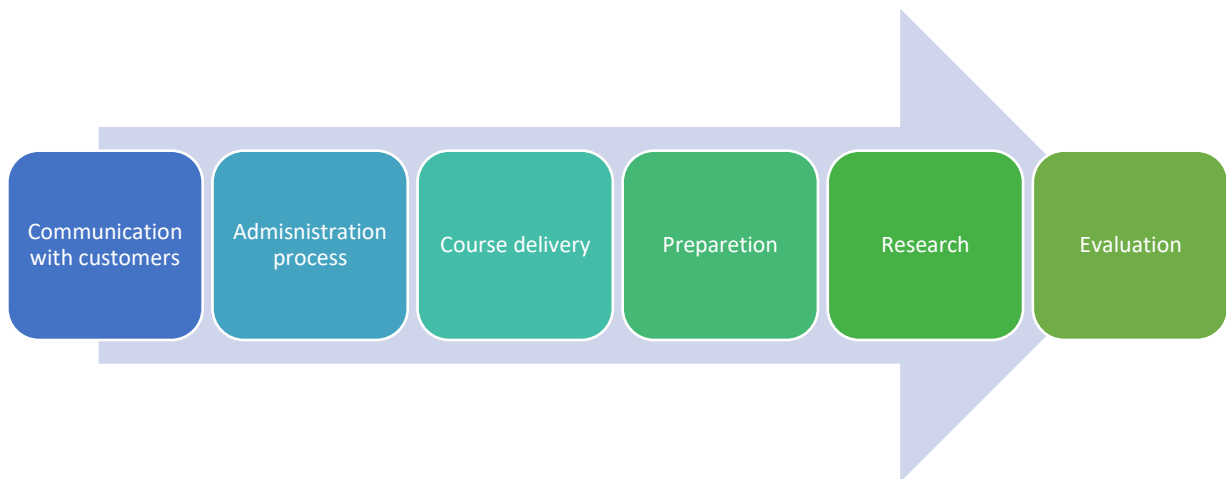 Communication
with customers
Admisnistration
process
Course delivery
Preparetion
Research
Evaluation